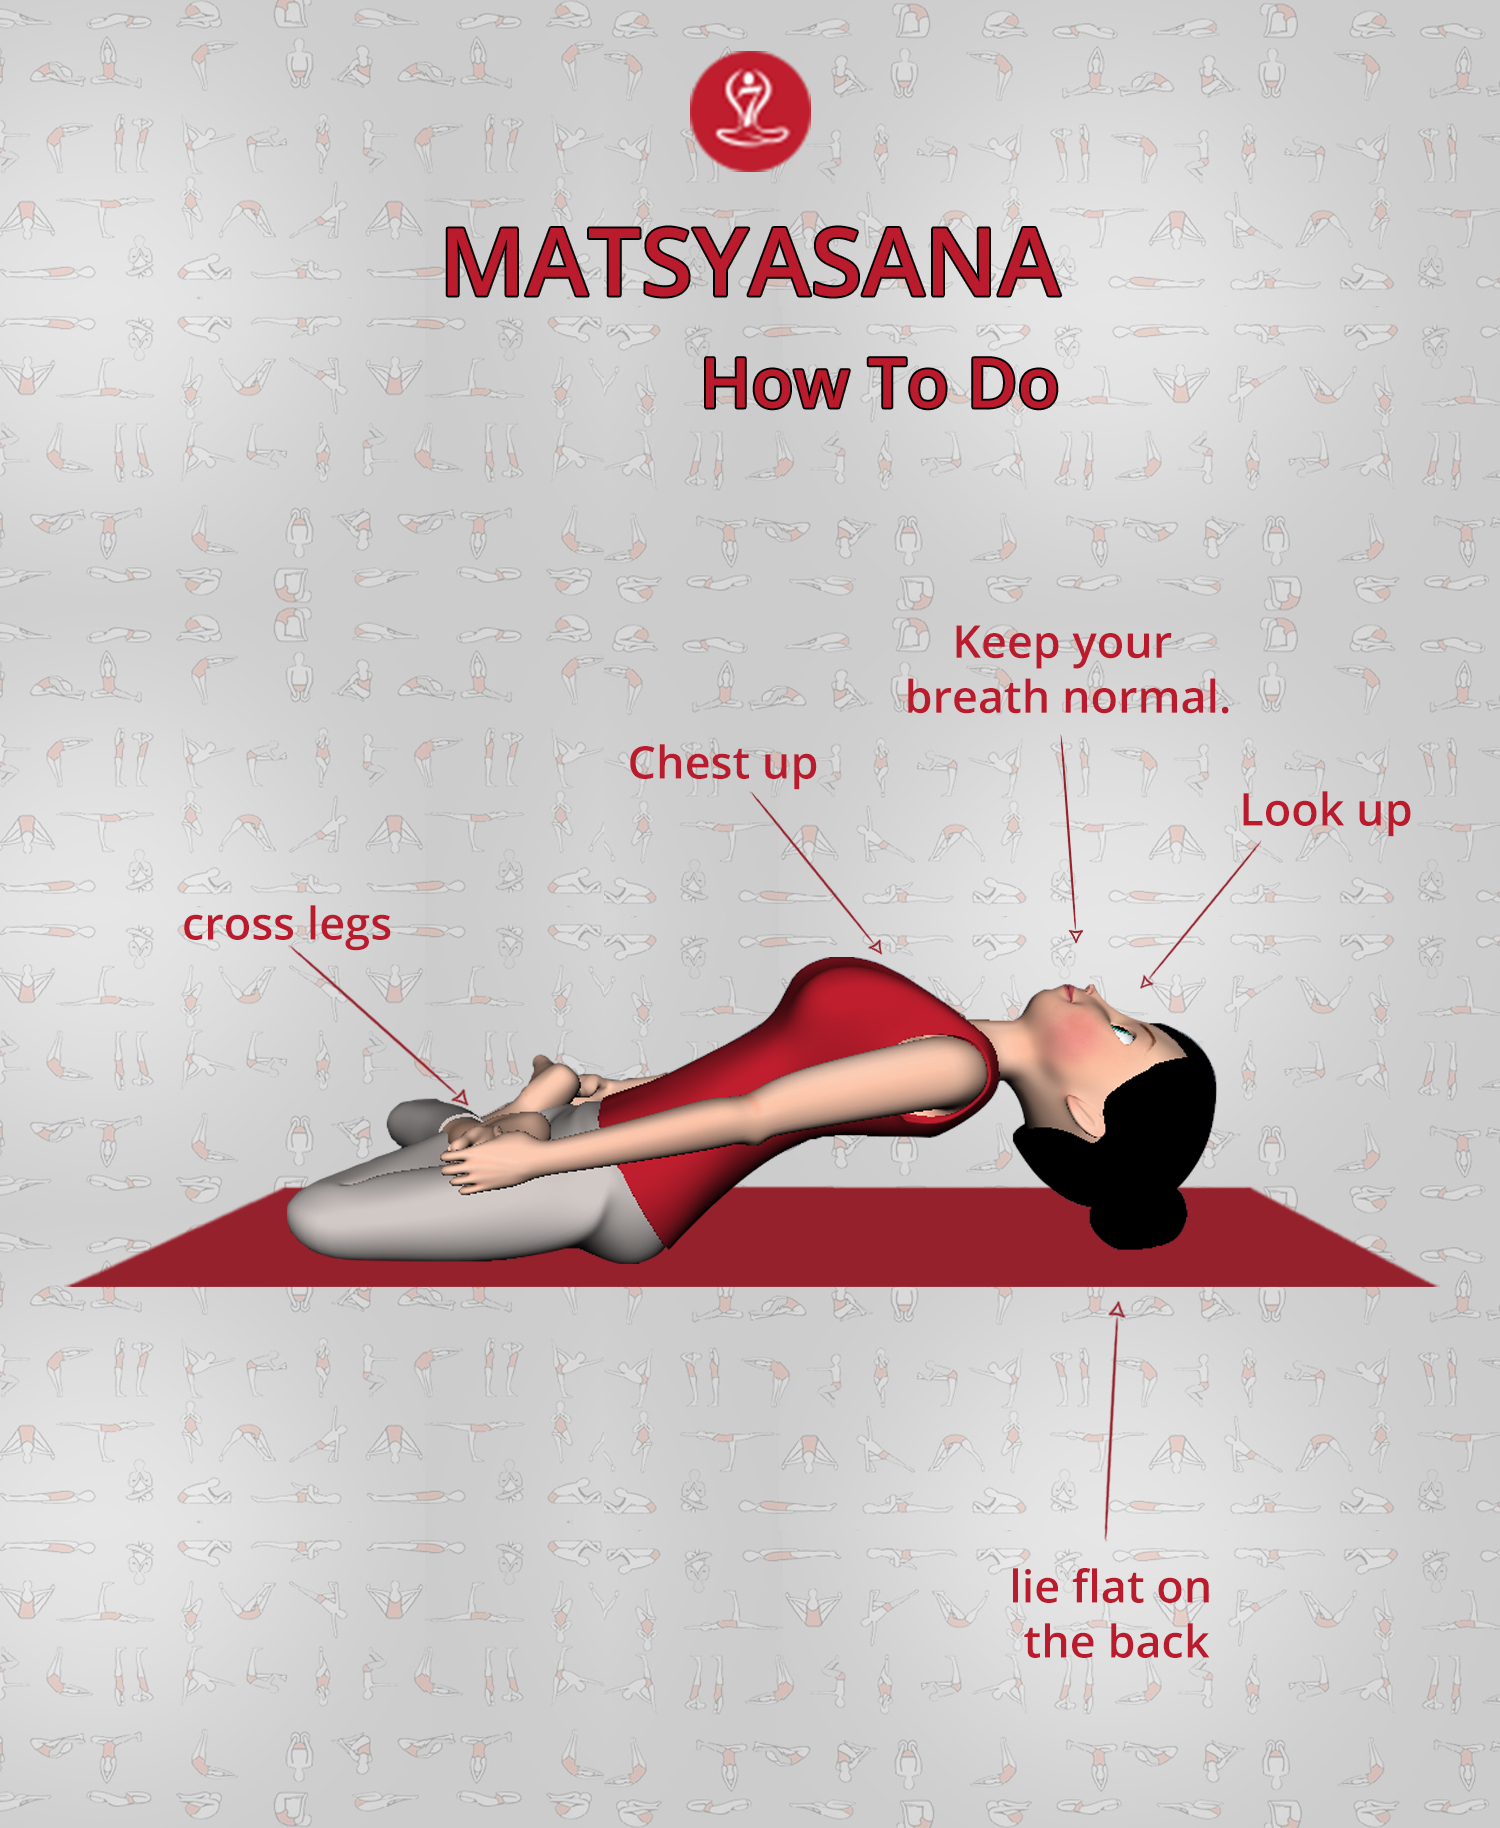 MATSYASANA
How To Do
Keep your
breath normal.
Chest up
Look up
cross legs
lie flat on
the back